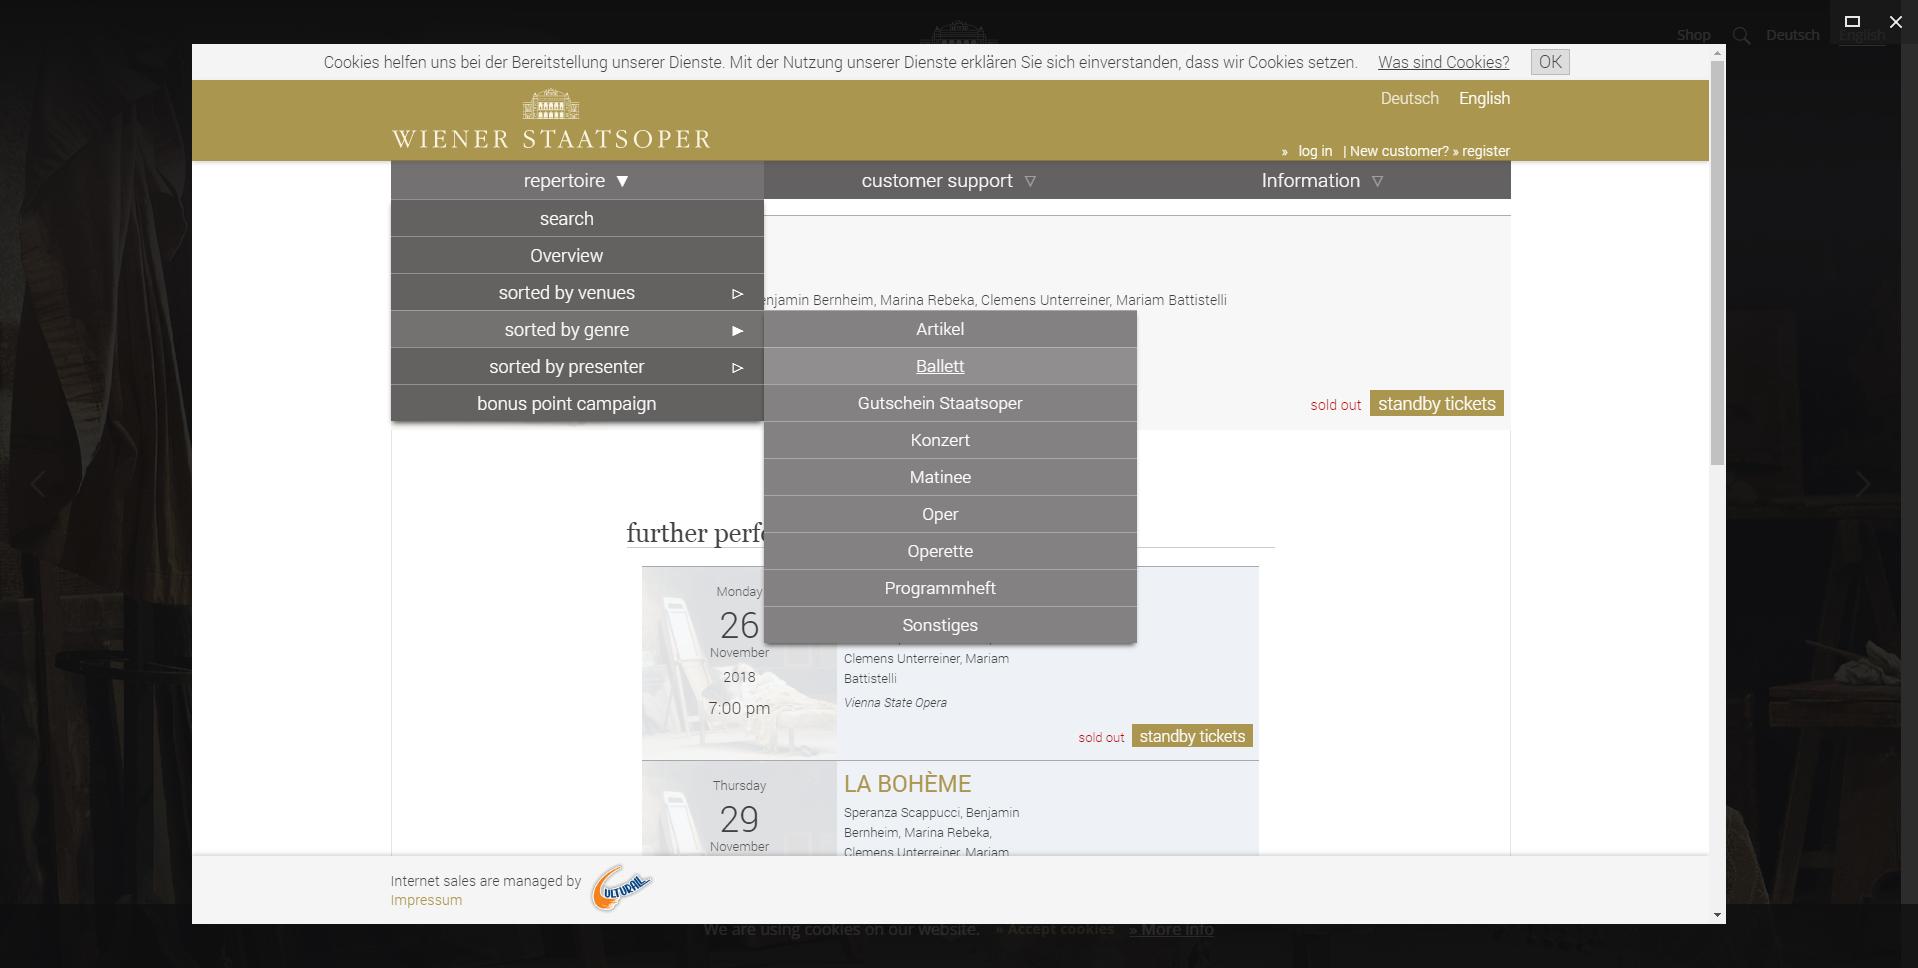 Shop Deutsch English
Cookies helfen uns bei der Bereitstellung unserer Dienste. Mit der Nutzung unserer Dienste erklären Sie sich einverstanden, dass wir Cookies setzen. Was sind Cookies? OK
Deutsch English
WIENER STAATSOPER
» log in | New customer? » register
repertoire ▼ customer support ▽ Information ▽
search
Overview
sorted by venues ▷
enjamin Bernheim, Marina Rebeka, Clemens Unterreiner, Mariam Battistelli
sorted by genre ▶
Artikel
sorted by presenter ▷
Ballett
bonus point campaign
Gutschein Staatsoper
sold out standby tickets
Konzert
Matinee
Oper
further perfo
Operette
Programmheft
Sonstiges
Monday
26
November
2018
7:00 pm
Clemens Unterreiner, Mariam
Battistelli
Vienna State Opera
sold out standby tickets
Thursday
29
November
LA BOHÈME
Speranza Scappucci, Benjamin
Bernheim, Marina Rebeka,
Clemens Unterreiner, Mariam
Internet sales are managed by CULTURALL
Impressum
We are using cookies on our website. » Accept cookies » More info